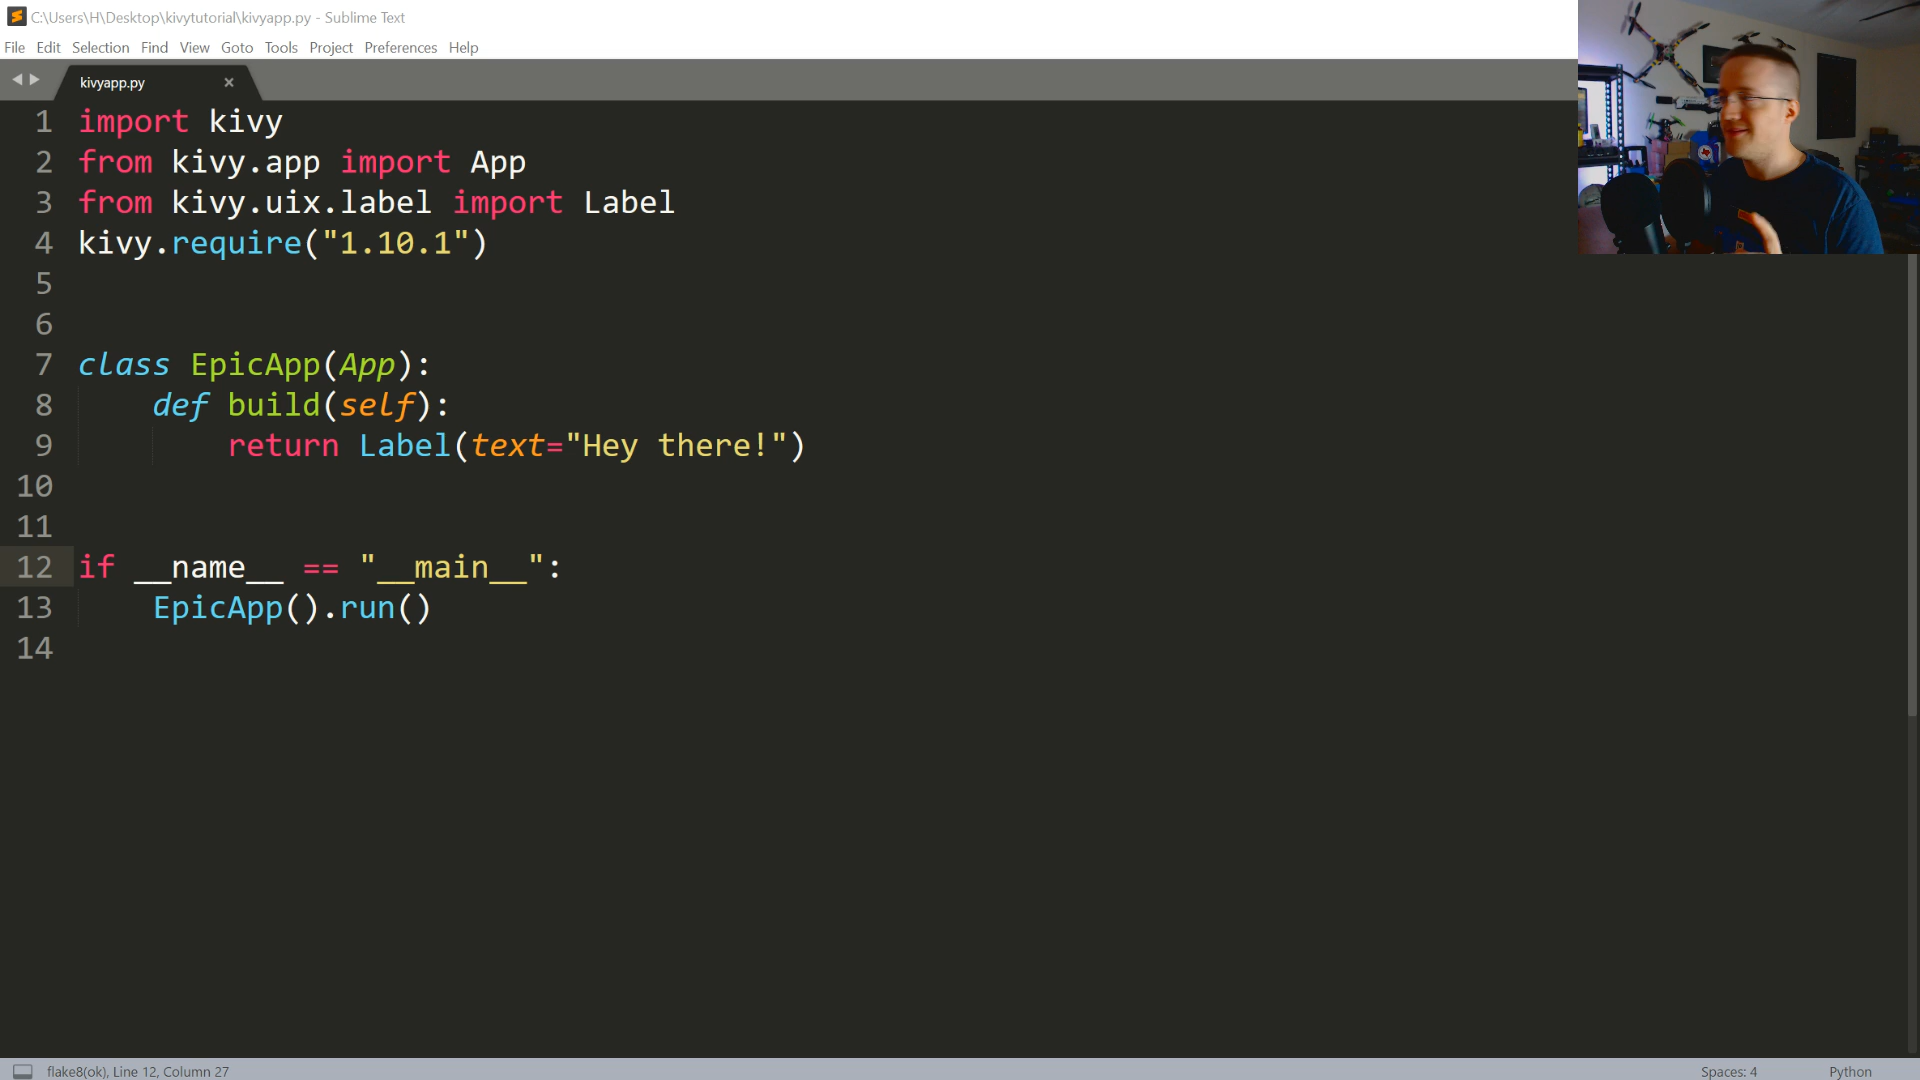 C:\Users\H\Desktop\kivytutorial\kivyapp.py - Sublime Text
File Edit Selection Find View Goto Tools Project Preferences Help
kivyapp.py
1 import kivy
2 from kivy.app import App
3 from kivy.uix.label import Label
4 kivy.require("1.10.1")
5
6
7 class EpicApp(App):
8     def build(self):
9         return Label(text="Hey there!")
10
11
12 if __name__ == "__main__":
13     EpicApp().run()
14
flake8(ok), Line 12, Column 27 Spaces: 4 Python